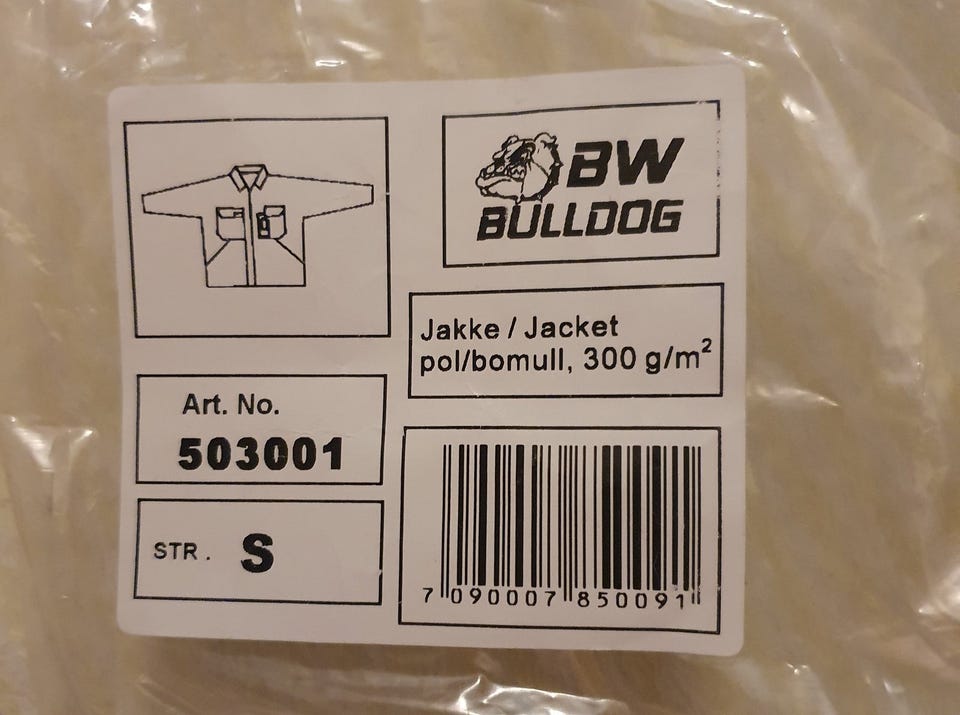 BW
BULLDOG
Jakke / Jacket
pol/bomull, 300 g/m²
Art. No.
503001
STR. S
7 090007 850091